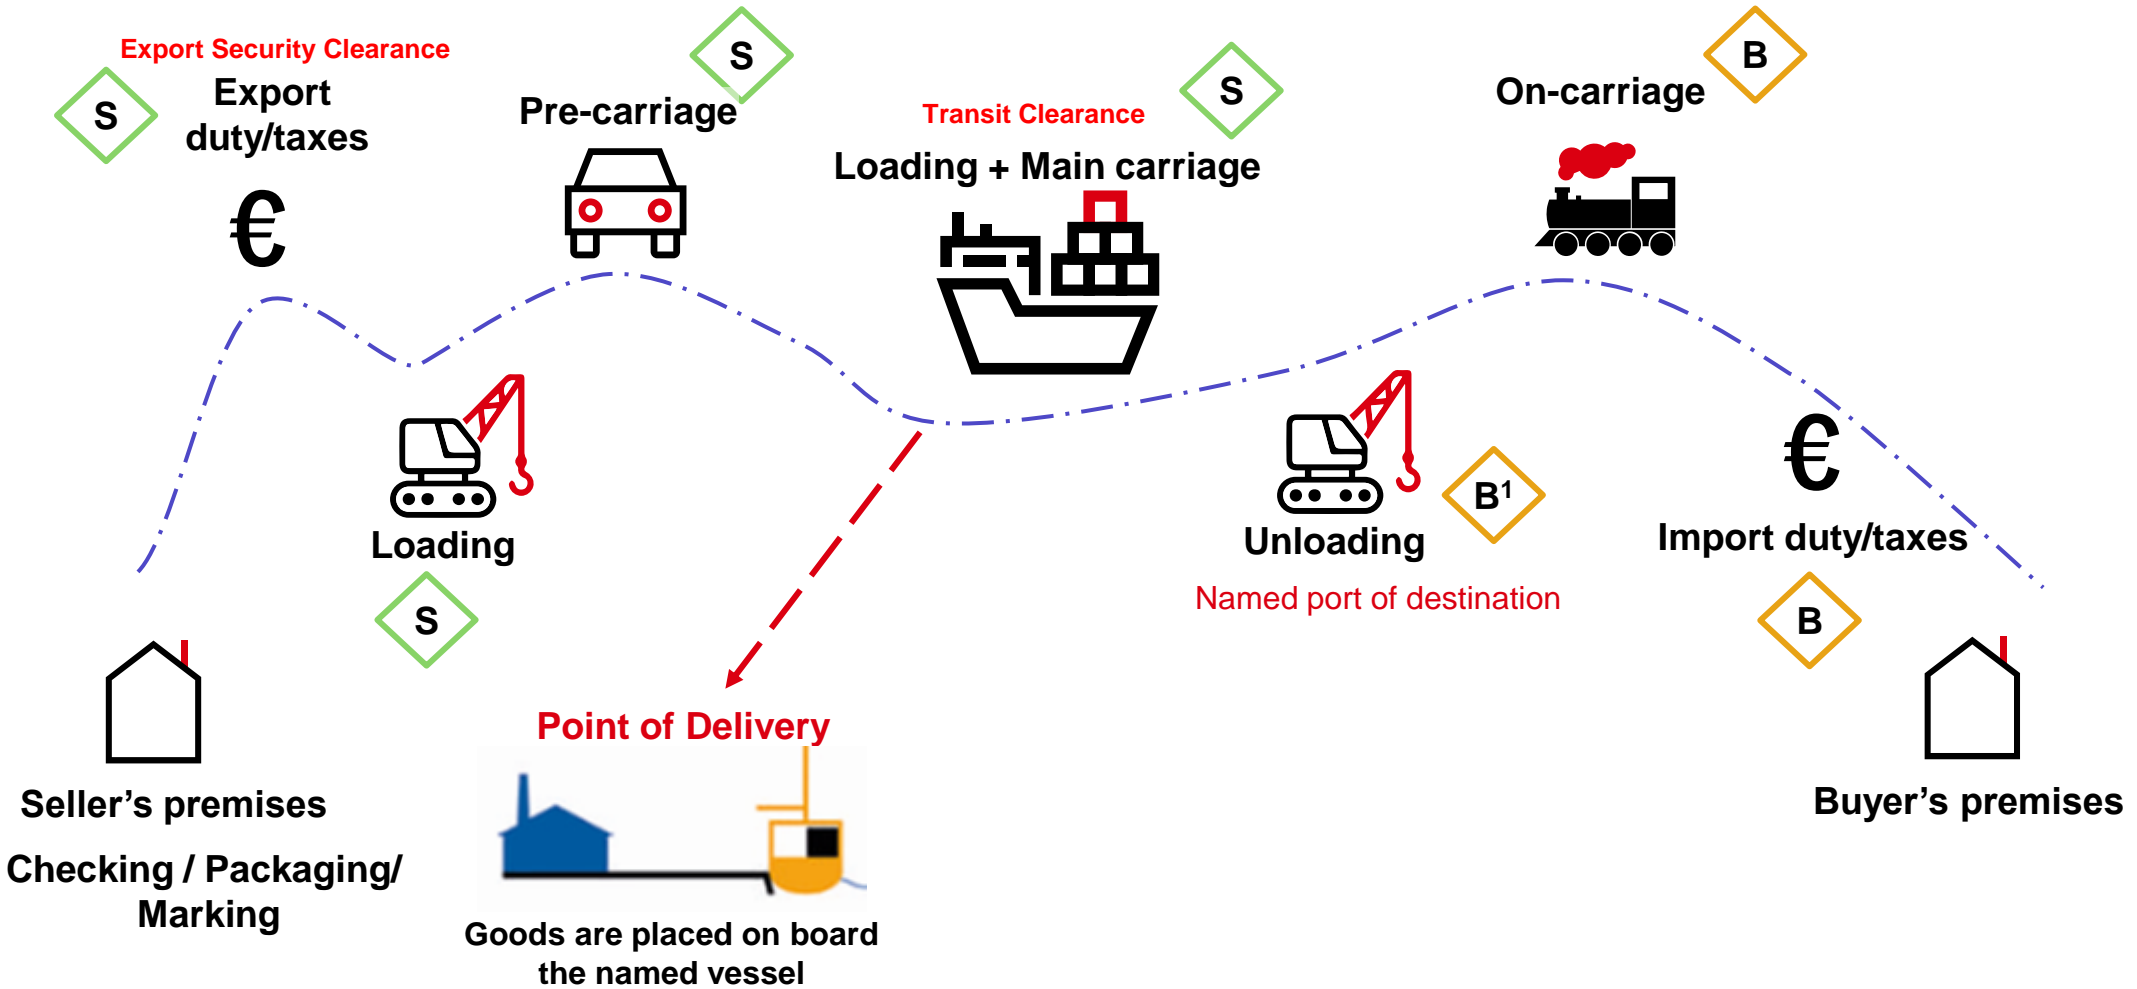 Export Security Clearance
S
Export
duty/taxes
€
Pre-carriage
S
Transit Clearance
S
Loading + Main carriage
On-carriage
B
Loading
S
Unloading
B¹
Named port of destination
€
Import duty/taxes
B
Point of Delivery
Goods are placed on board
the named vessel
Seller’s premises
Checking / Packaging/
Marking
Buyer’s premises